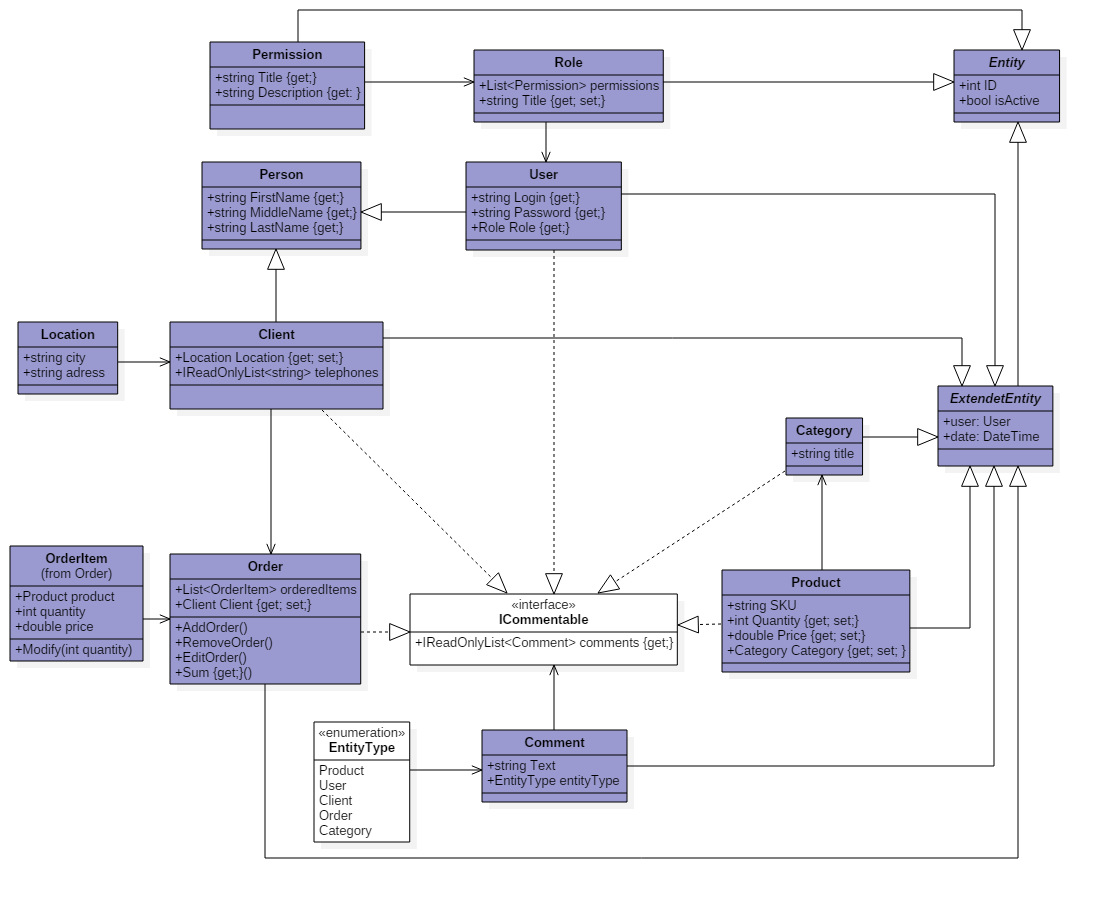 Permission
+string Title {get;}
+string Description {get; }
Role
+List<Permission> permissions
+string Title {get; set;}
Entity
+int ID
+bool isActive
Person
+string FirstName {get;}
+string MiddleName {get;}
+string LastName {get;}
User
+string Login {get;}
+string Password {get;}
+Role Role {get;}
Location
+string city
+string adress
Client
+Location Location {get; set;}
+IReadOnlyList<string> telephones
ExtendetEntity
+user: User
+date: DateTime
Category
+string title
OrderItem
(from Order)
+Product product
+int quantity
+double price
+Modify(int quantity)
Order
+List<OrderItem> orderedItems
+Client Client {get; set;}
+AddOrder()
+RemoveOrder()
+EditOrder()
+Sum {get;}()
«interface»
ICommentable
+IReadOnlyList<Comment> comments {get;}
Product
+string SKU
+int Quantity {get; set;}
+double Price {get; set;}
+Category Category {get; set; }
«enumeration»
EntityType
Product
User
Client
Order
Category
Comment
+string Text
+EntityType entityType